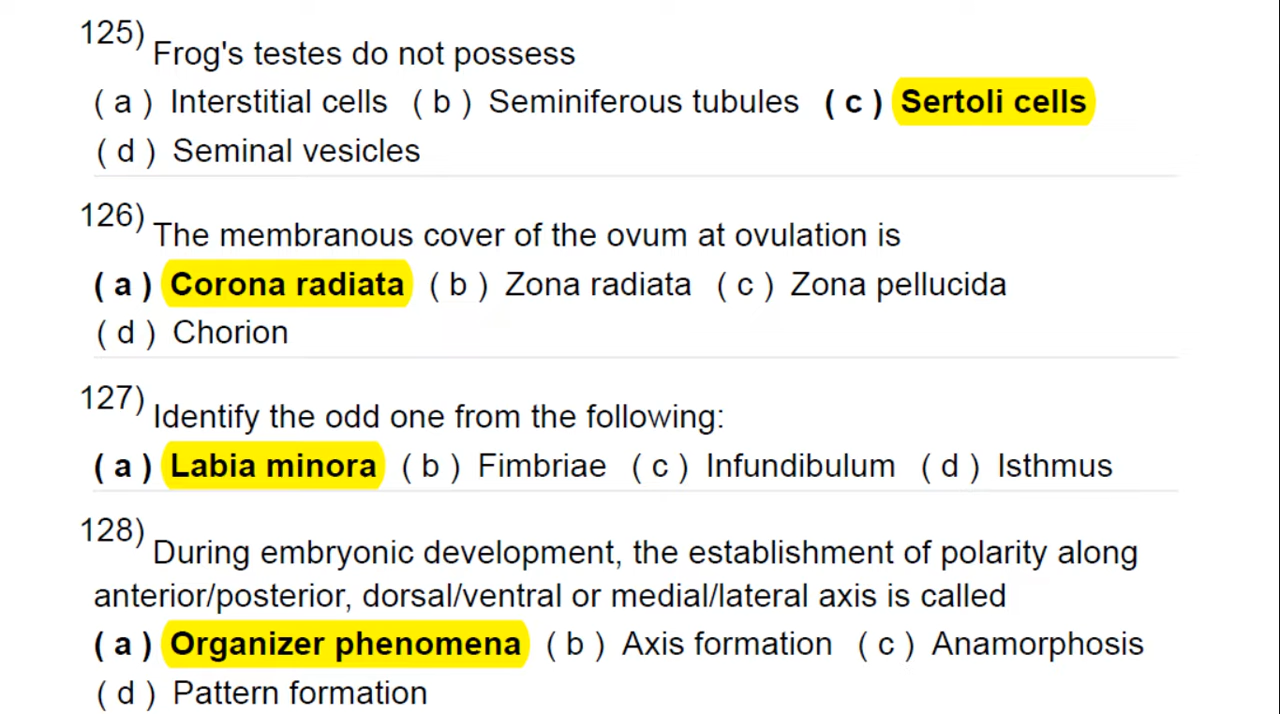 125) Frog's testes do not possess
( a ) Interstitial cells ( b ) Seminiferous tubules ( c ) Sertoli cells
( d ) Seminal vesicles
126) The membranous cover of the ovum at ovulation is
( a ) Corona radiata ( b ) Zona radiata ( c ) Zona pellucida
( d ) Chorion
127) Identify the odd one from the following:
( a ) Labia minora ( b ) Fimbriae ( c ) Infundibulum ( d ) Isthmus
128) During embryonic development, the establishment of polarity along
anterior/posterior, dorsal/ventral or medial/lateral axis is called
( a ) Organizer phenomena ( b ) Axis formation ( c ) Anamorphosis
( d ) Pattern formation